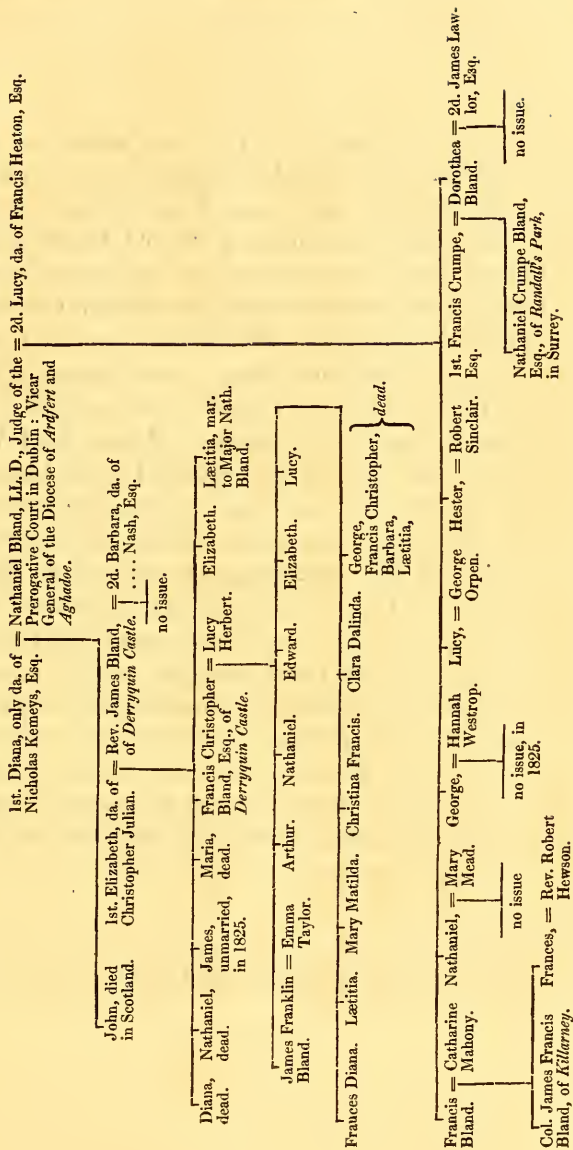 1st. Diana, only da. of = Nathaniel Bland, LL. D., Judge of the = 2d. Lucy, da. of Francis Heaton, Esq.
Nicholas Kemeys, Esq.
Prerogative Court in Dublin : Vicar
General of the Diocese of Ardfert and
Aghadoe.
John, died
in Scotland.
1st. Elizabeth, da. of = Rev. James Bland, = 2d. Barbara, da. of
Christopher Julian.
of Derryquin Castle.
.... Nash, Esq.
no issue.
Diana,
dead.
Nathaniel,
dead.
James,
unmarried,
in 1825.
Maria,
dead.
Francis Christopher = Lucy
Bland, Esq., of
Derryquin Castle.
Herbert.
Elizabeth.
Lætitia, mar.
to Major Nath.
Bland.
James Franklin = Emma
Bland.
Taylor.
Arthur.
Nathaniel.
Edward.
Elizabeth.
Lucy.
Frauces Diana.
Lætitia.
Mary Matilda.
Christina Francis.
Clara Dalinda.
George,
Francis Christopher,
Barbara,
Lætitia,
dead.
Francis = Catharine
Bland.
Mahony.
Nathaniel, = Mary
Mead.
no issue
George, = Hannah
Westrop.
no issue, in
1825.
Lucy, = George
Orpen.
Hester, = Robert
Sinclair.
1st. Francis Crumpe, = Dorothea = 2d. James Law-
Esq.
Bland.
lor, Esq.
no issue.
Col. James Francis
Bland, of Killarney.
Frances, = Rev. Robert
Hewson.
Nathaniel Crumpe Bland,
Esq., of Randall's Park,
in Surrey.